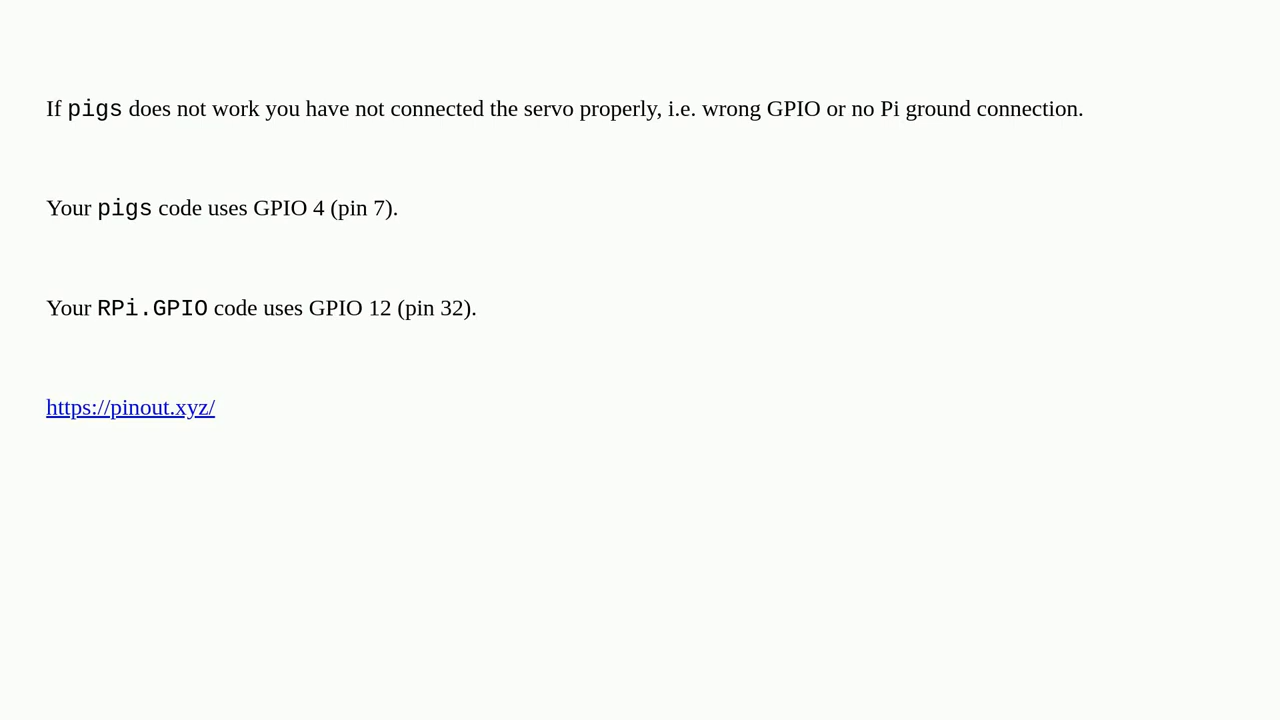 If pigs does not work you have not connected the servo properly, i.e. wrong GPIO or no Pi ground connection.
Your pigs code uses GPIO 4 (pin 7).
Your RPi.GPIO code uses GPIO 12 (pin 32).
https://pinout.xyz/